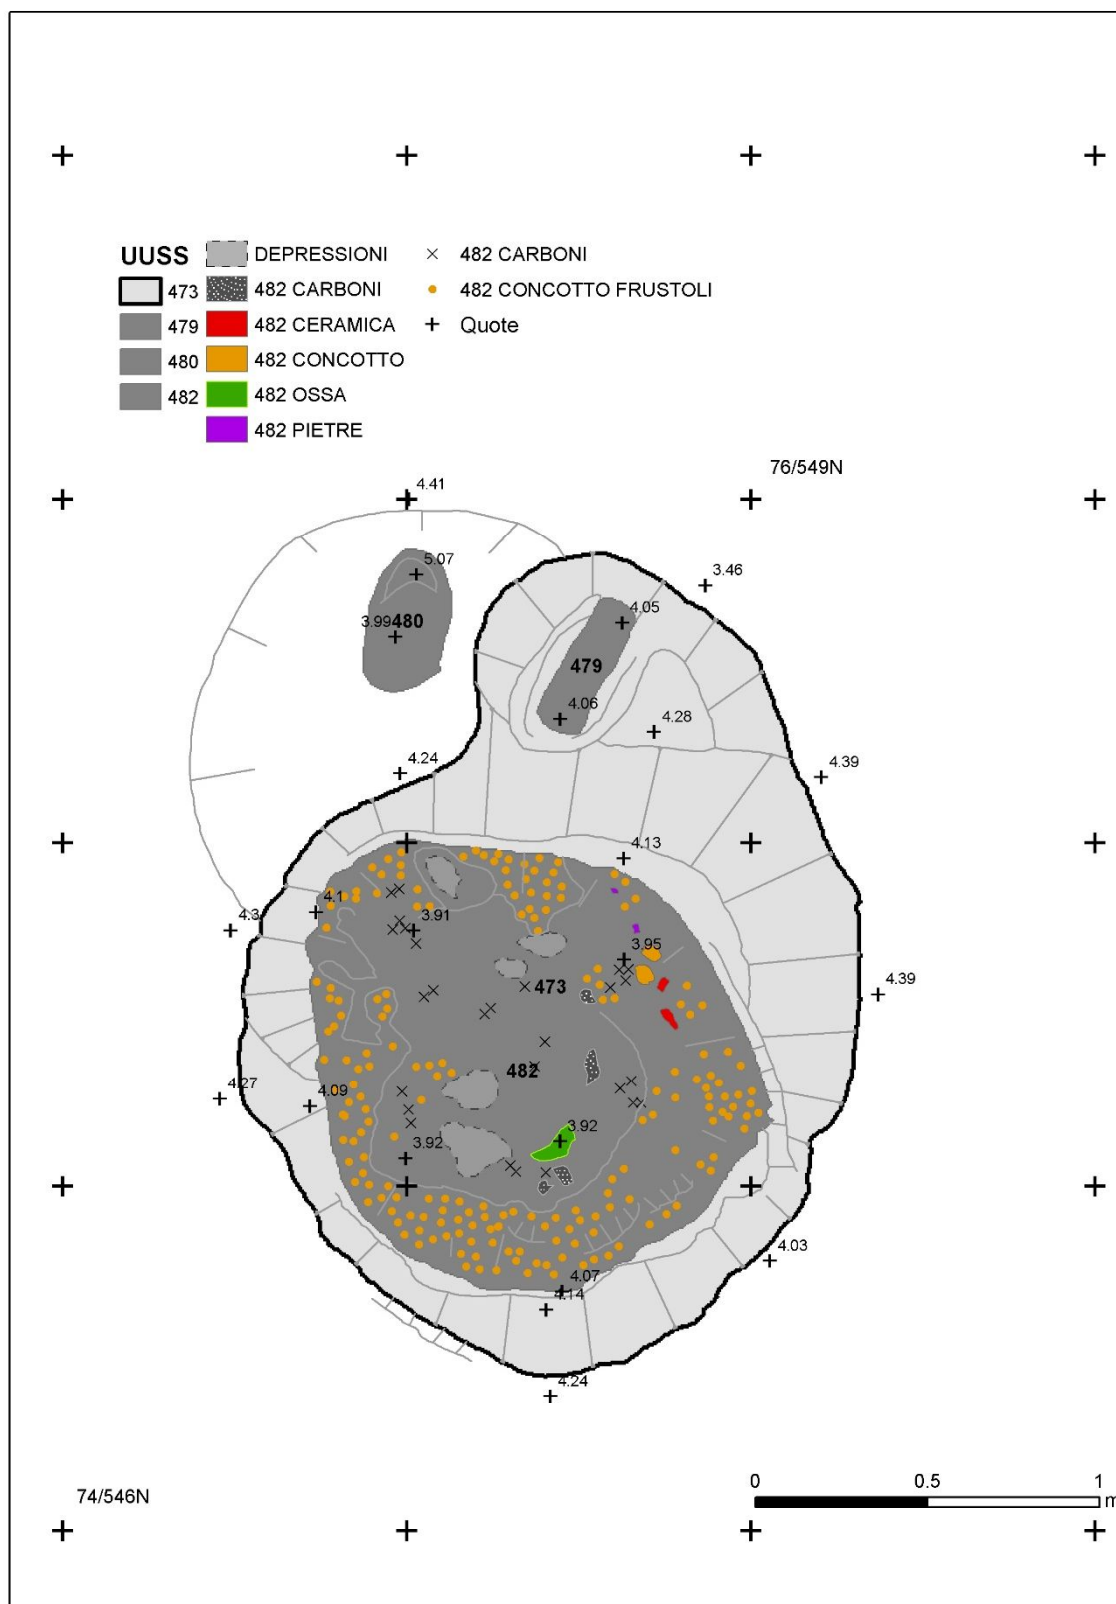 UUSS
473
479
480
482
DEPRESSIONI
482 CARBONI
482 CERAMICA
482 CONCOTTO
482 OSSA
482 PIETRE
482 CARBONI
482 CONCOTTO FRUSTOLI
Quote
76/549N
4.41
5.07
3.46
3.99
480
4.05
479
4.06
4.28
4.24
4.39
4.13
4.1
4.3
3.91
3.95
473
4.39
482
4.27
4.09
3.92
3.92
4.03
4.07
4.14
4.24
74/546N
0
0.5
1
m